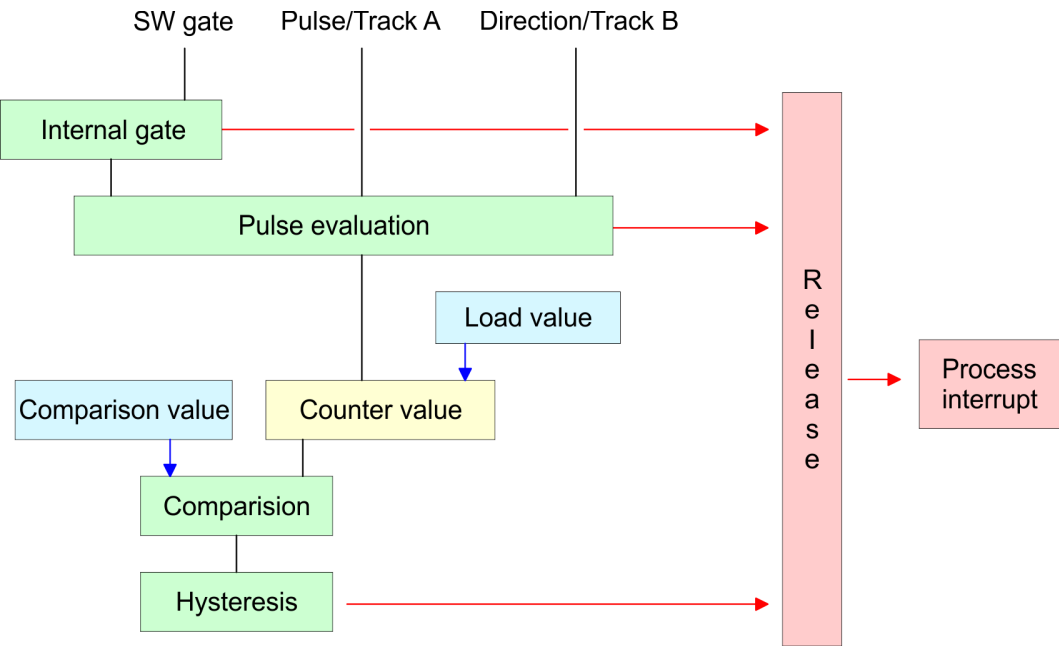 SW gate
Pulse/Track A
Direction/Track B
Internal gate
Pulse evaluation
Load value
Comparison value
Counter value
Comparision
Hysteresis
Release
Process
interrupt